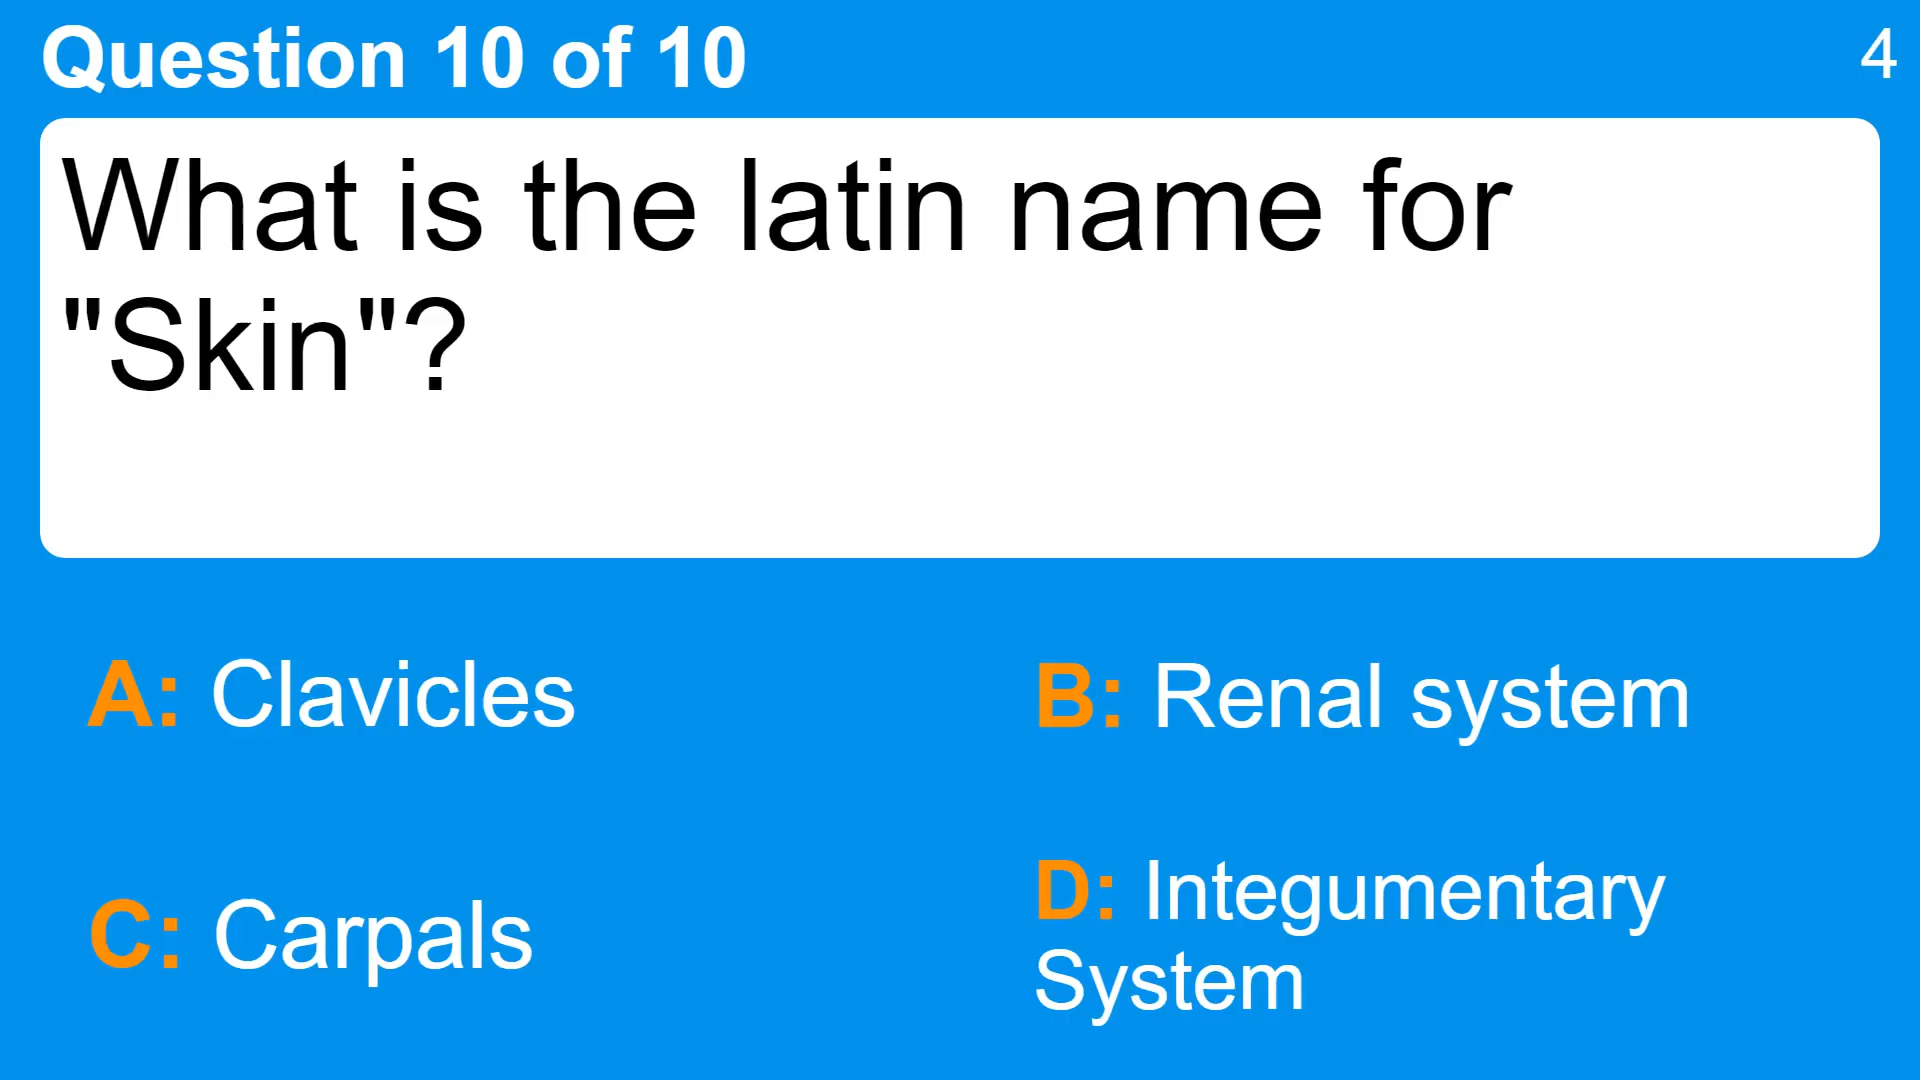 Question 10 of 10
4
What is the latin name for
"Skin"?
A: Clavicles
B: Renal system
C: Carpals
D: Integumentary
System